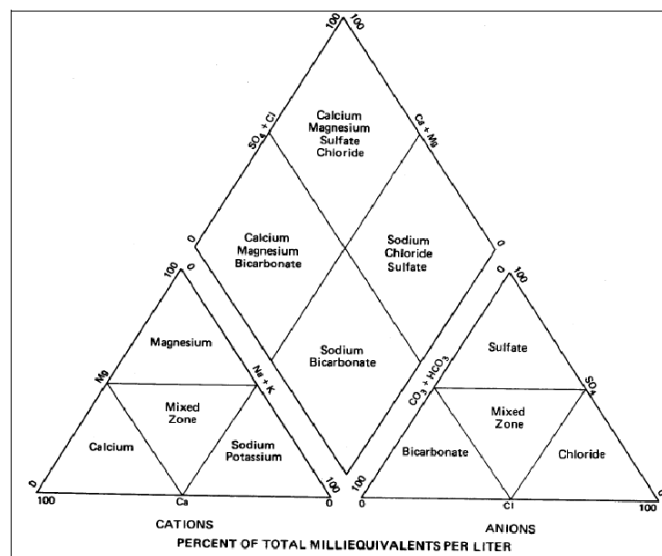 100
100
SO4 + Cl
Ca + Mg
Calcium
Magnesium
Sulfate
Chloride
Calcium
Magnesium
Bicarbonate
Sodium
Chloride
Sulfate
Sodium
Bicarbonate
0
0
100
0
0
100
Magnesium
Mg
Na + K
Mixed
Zone
Calcium
Sodium
Potassium
CO3 + HCO3
Sulfate
SO4
Mixed
Zone
Bicarbonate
Chloride
0
100
Ca
100
0
100
0
Cl
0
100
CATIONS
ANIONS
PERCENT OF TOTAL MILLIEQUIVALENTS PER LITER